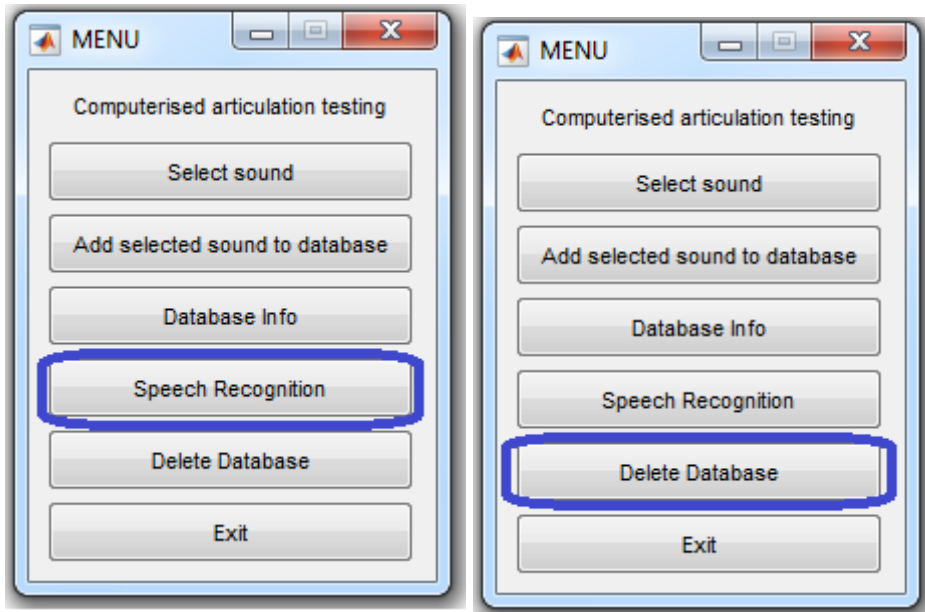 MENU
Computerised articulation testing
Select sound
Add selected sound to database
Database Info
Speech Recognition
Delete Database
Exit
MENU
Computerised articulation testing
Select sound
Add selected sound to database
Database Info
Speech Recognition
Delete Database
Exit